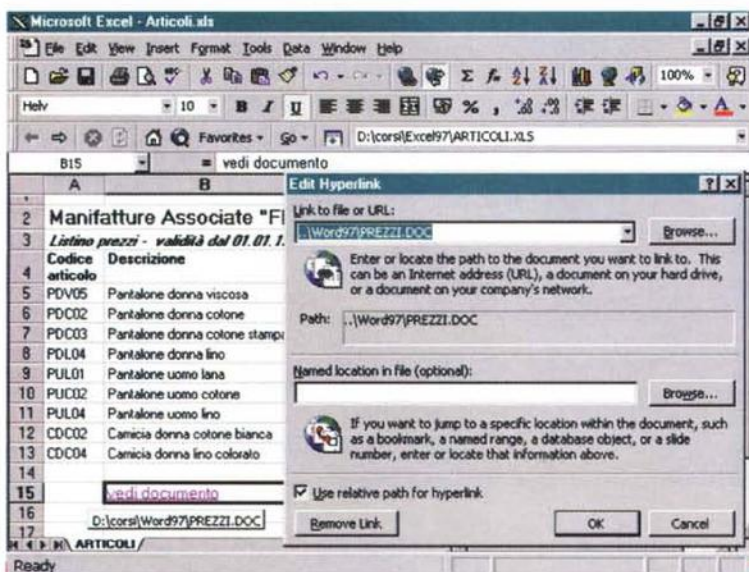 Microsoft Excel - Articoli.xls
File Edit View Insert Format Tools Data Window Help
100%
Helv 10 B I U % ,
Favorites Go D:\corsi\Excel97\ARTICOLI.XLS
B15 = vedi documento
A B
2 Manifatture Associate "Fl
3 Listino prezzi - validità dal 01.01.1
4 Codice articolo Descrizione
5 PDV05 Pantalone donna viscosa
6 PDC02 Pantalone donna cotone
7 PDC03 Pantalone donna cotone stampa
8 PDL04 Pantalone donna lino
9 PUL01 Pantalone uomo lana
10 PUC02 Pantalone uomo cotone
11 PUL04 Pantalone uomo lino
12 CDC02 Camicia donna cotone bianca
13 CDC04 Camicia donna lino colorato
14
15 vedi documento
16
D:\corsi\Word97\PREZZI.DOC
17
ARTICOLI
Ready
Edit Hyperlink
Link to file or URL:
..\Word97\PREZZI.DOC
Browse...
Enter or locate the path to the document you want to link to. This
can be an Internet address (URL), a document on your hard drive,
or a document on your company's network.
Path: ..\Word97\PREZZI.DOC
Named location in file (optional):
Browse...
If you want to jump to a specific location within the document, such
as a bookmark, a named range, a database object, or a slide
number, enter or locate that information above.
Use relative path for hyperlink
Remove Link OK Cancel